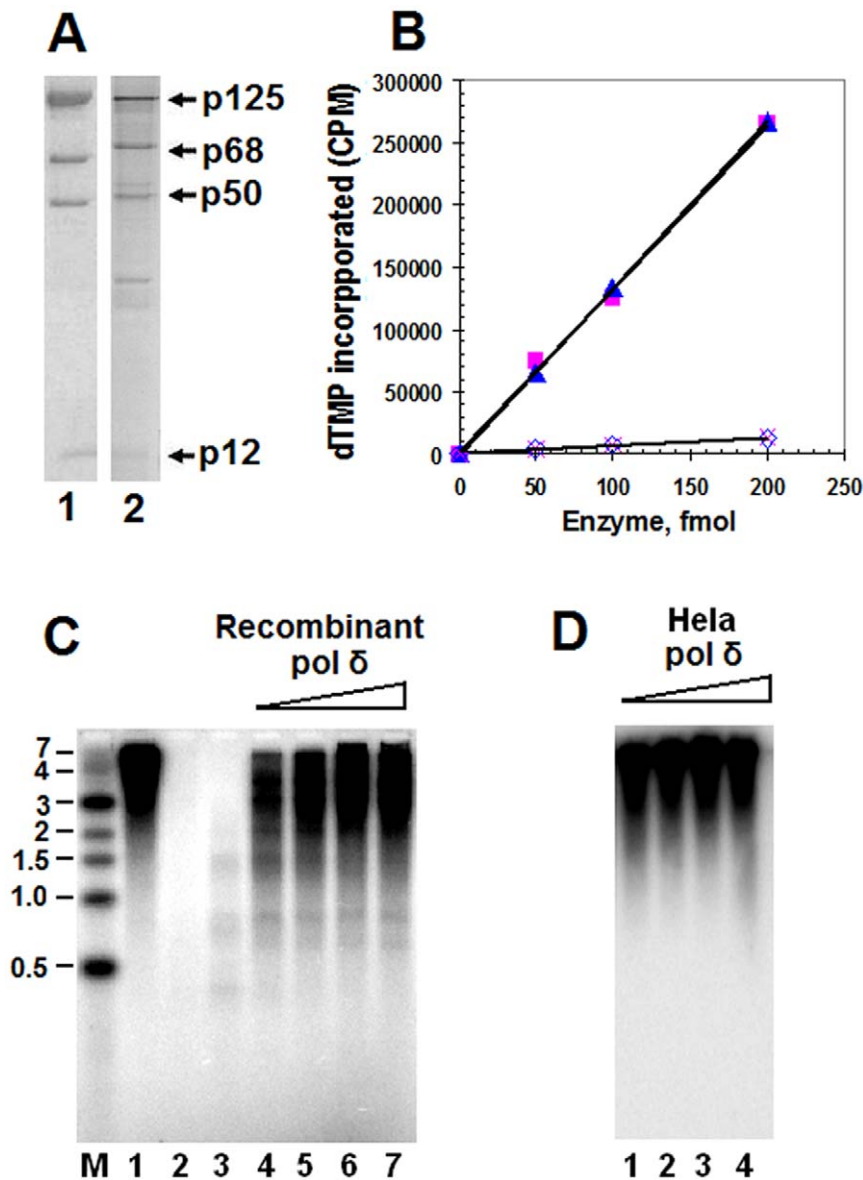 A
p125
p68
p50
p12
1 2
B
dTMP incorpporated (CPM)
300000
250000
200000
150000
100000
50000
0
0 50 100 150 200 250
Enzyme, fmol
C
Recombinant
pol δ
7
4
3
2
1.5
1.0
0.5
M 1 2 3 4 5 6 7
D
Hela
pol δ
1 2 3 4